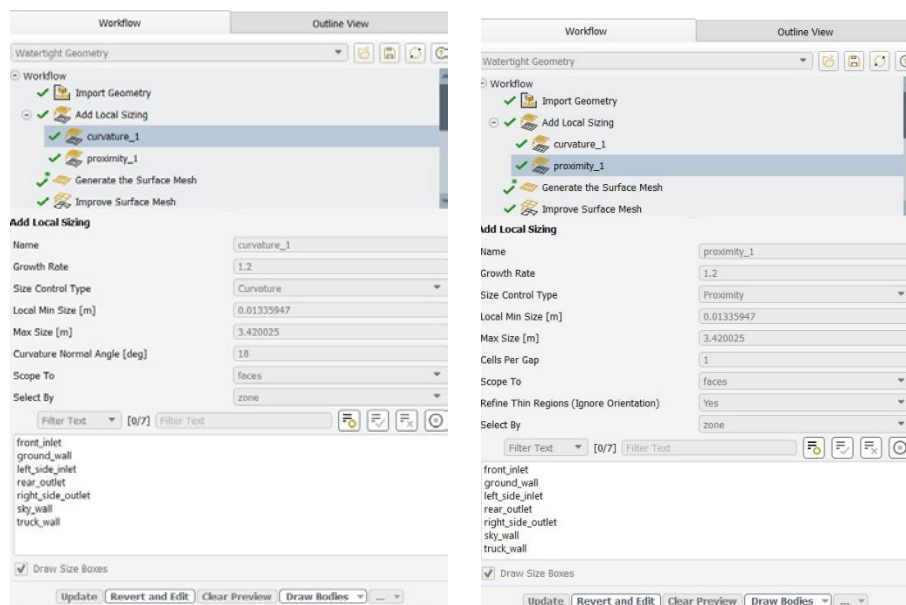 Workflow Outline View
Watertight Geometry
Workflow
Import Geometry
Add Local Sizing
curvature_1
proximity_1
Generate the Surface Mesh
Improve Surface Mesh
Add Local Sizing
Name curvature_1
Growth Rate 1.2
Size Control Type Curvature
Local Min Size [m] 0.01335947
Max Size [m] 3.420025
Curvature Normal Angle [deg] 18
Scope To faces
Select By zone
Filter Text [0/7] Filter Text
front_inlet
ground_wall
left_side_inlet
rear_outlet
right_side_outlet
sky_wall
truck_wall
Draw Size Boxes
Update Revert and Edit Clear Preview Draw Bodies ...
Workflow Outline View
Watertight Geometry
Workflow
Import Geometry
Add Local Sizing
curvature_1
proximity_1
Generate the Surface Mesh
Improve Surface Mesh
Add Local Sizing
Name proximity_1
Growth Rate 1.2
Size Control Type Proximity
Local Min Size [m] 0.01335947
Max Size [m] 3.420025
Cells Per Gap 1
Scope To faces
Refine Thin Regions (Ignore Orientation) Yes
Select By zone
Filter Text [0/7] Filter Text
front_inlet
ground_wall
left_side_inlet
rear_outlet
right_side_outlet
sky_wall
truck_wall
Draw Size Boxes
Update Revert and Edit Clear Preview Draw Bodies ...